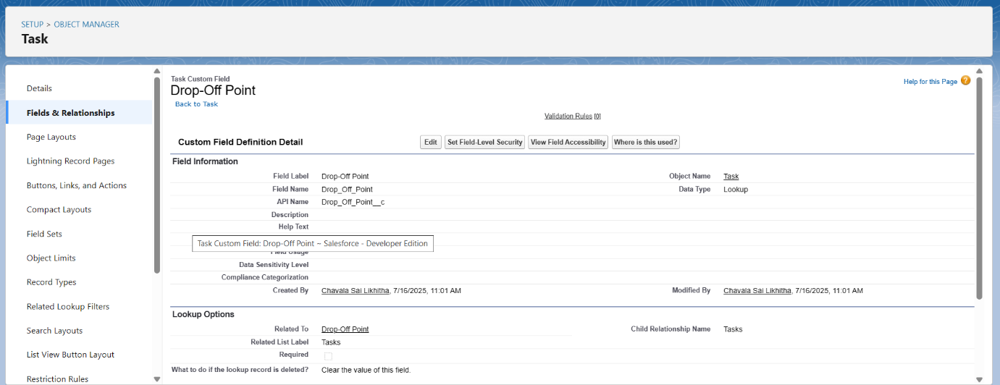 SETUP > OBJECT MANAGER
Task
Details
Fields & Relationships
Page Layouts
Lightning Record Pages
Buttons, Links, and Actions
Compact Layouts
Field Sets
Object Limits
Record Types
Related Lookup Filters
Search Layouts
List View Button Layout
Restriction Rules
Task Custom Field
Drop-Off Point
Back to Task
Help for this Page ?
Validation Rules [0]
Custom Field Definition Detail Edit Set Field-Level Security View Field Accessibility Where is this used?
Field Information
Field Label Drop-Off Point Object Name Task
Field Name Drop_Off_Point Data Type Lookup
API Name Drop_Off_Point__c
Description
Help Text
Task Custom Field: Drop-Off Point ~ Salesforce - Developer Edition
Field Usage
Data Sensitivity Level
Compliance Categorization
Created By Chavala Sai Likhitha, 7/16/2025, 11:01 AM Modified By Chavala Sai Likhitha, 7/16/2025, 11:01 AM
Lookup Options
Related To Drop-Off Point Child Relationship Name Tasks
Related List Label Tasks
Required
What to do if the lookup record is deleted? Clear the value of this field.